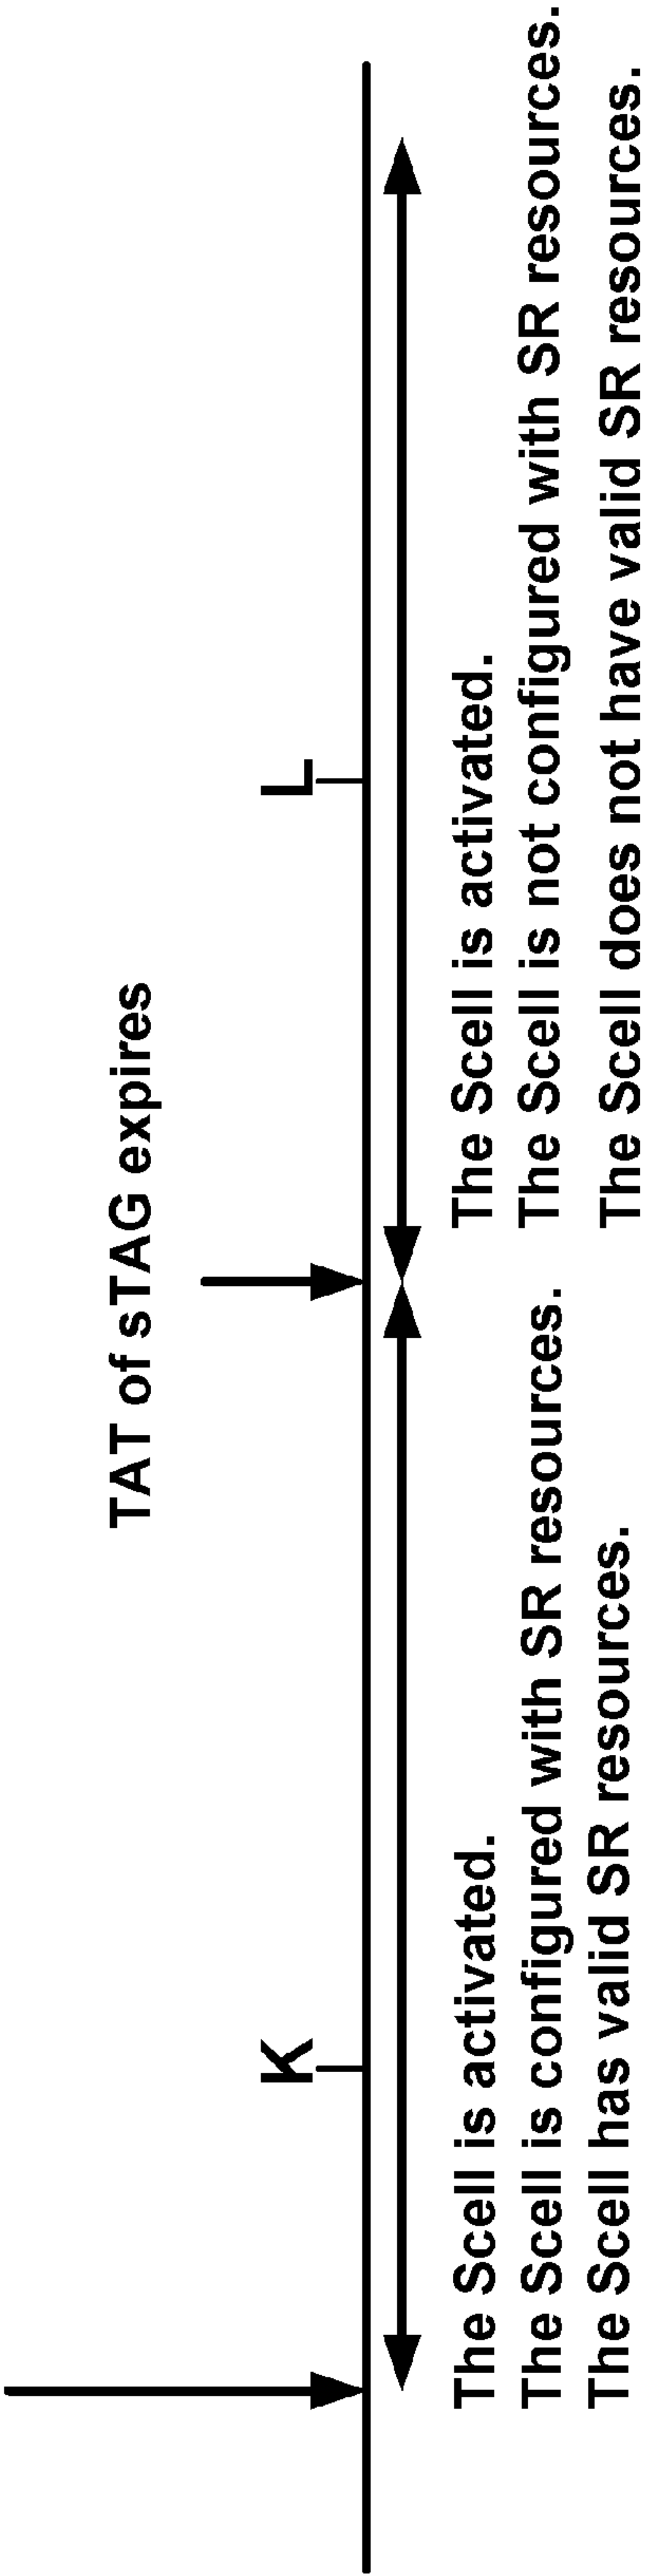 TAT of sTAG expires
K
L
The Scell is activated.
The Scell is configured with SR resources.
The Scell has valid SR resources.
The Scell is activated.
The Scell is not configured with SR resources.
The Scell does not have valid SR resources.